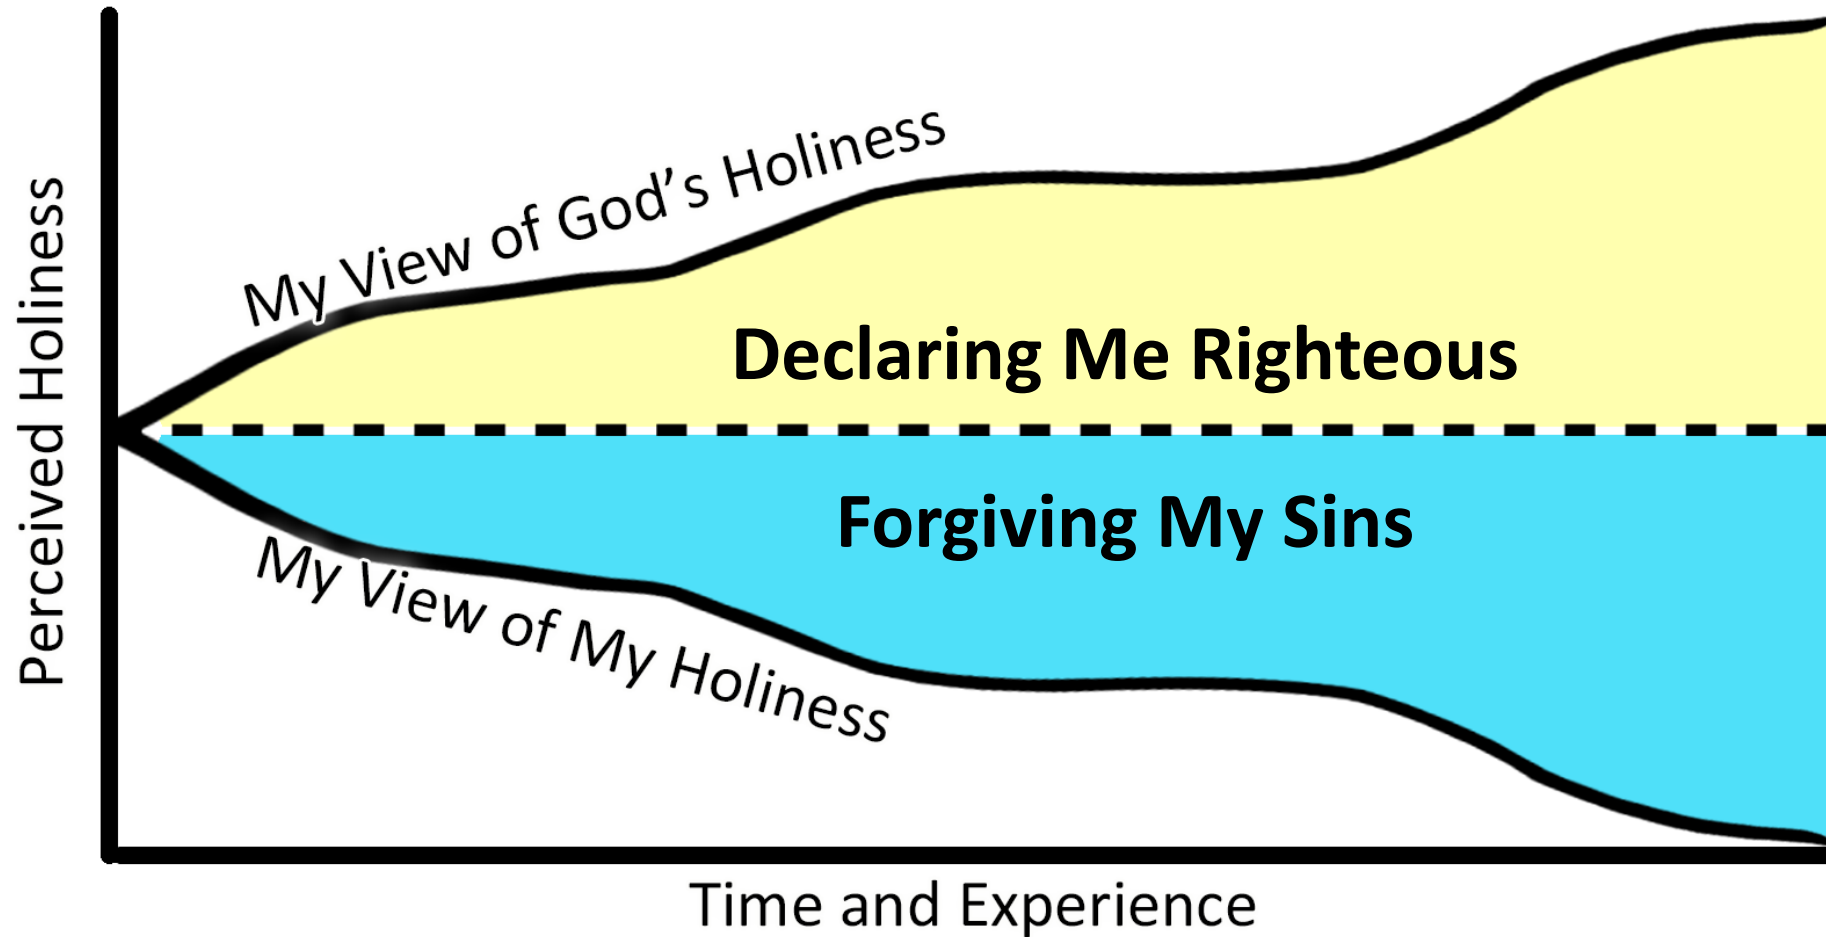 Perceived Holiness
My View of God’s Holiness
Declaring Me Righteous
Forgiving My Sins
My View of My Holiness
Time and Experience